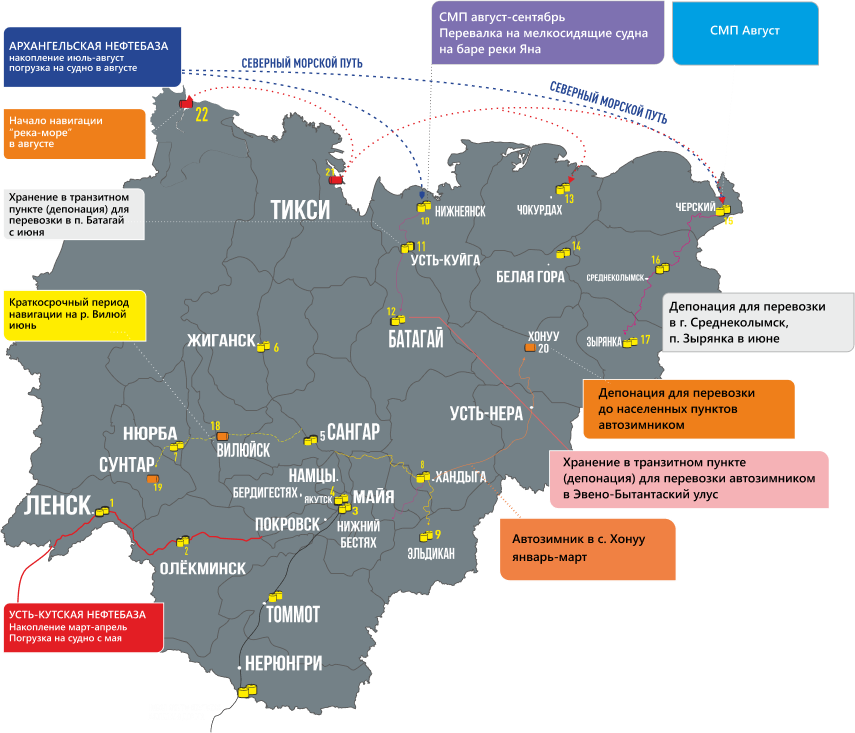 СМП август-сентябрь
Перевалка на мелкосидящие судна
на баре реки Яна
СМП Август
АРХАНГЕЛЬСКАЯ НЕФТЕБАЗА
накопление июль-август
погрузка на судно в августе
СЕВЕРНЫЙ МОРСКОЙ ПУТЬ
СЕВЕРНЫЙ МОРСКОЙ ПУТЬ
22
Начало навигации
"река-море"
в августе
21
ТИКСИ
Хранение в транзитном
пункте (депонация) для
перевозки в п. Батагай
с июня
10
НИЖНЕЯНСК
13
ЧОКУРДАХ
ЧЕРСКИЙ
15
11
УСТЬ-КУЙГА
14
БЕЛАЯ ГОРА
16
СРЕДНЕКОЛЫМСК
Краткосрочный период
навигации на р. Вилюй
июнь
12
БАТАГАЙ
ЖИГАНСК
6
ХОНУУ
20
ЗЫРЯНКА
17
Депонация для перевозки
в г. Среднеколымск,
п. Зырянка в июне
Депонация для перевозки
до населенных пунктов
автозимником
УСТЬ-НЕРА
НЮРБА
7
18
ВИЛЮЙСК
5
САНГАР
СУНТАР
19
Хранение в транзитном пункте
(депонация) для перевозки автозимником
в Эвено-Бытантаский улус
НАМЦЫ
БЕРДИГЕСТЯХ
ЯКУТСК
4
МАЙЯ
3
8
ХАНДЫГА
ЛЕНСК
1
ПОКРОВСК
НИЖНИЙ
БЕСТЯХ
9
ЭЛЬДИКАН
Автозимник в с. Хонуу
январь-март
2
ОЛЁКМИНСК
УСТЬ-КУТСКАЯ НЕФТЕБАЗА
Накопление март-апрель
Погрузка на судно с мая
ТОММОТ
НЕРЮНГРИ